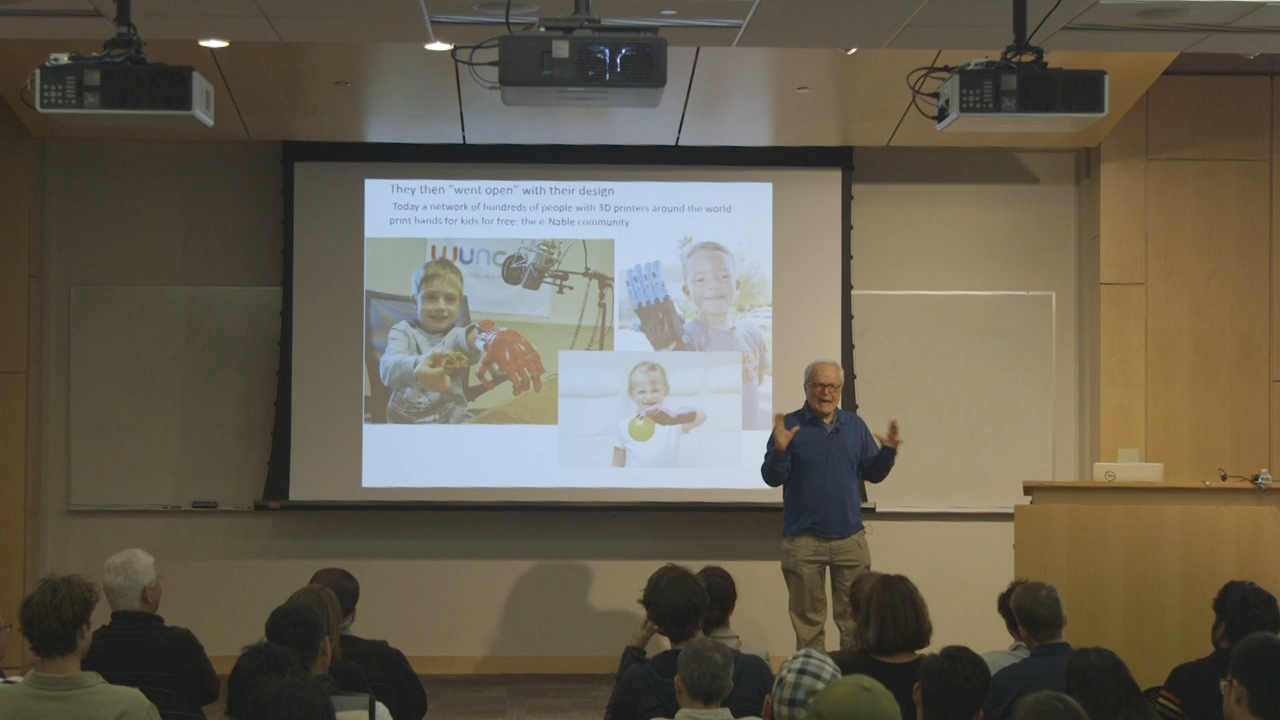 They then "went open" with their design
Today a network of hundreds of people with 3D printers around the world
print hands for kids for free: the e-Nable community
wunc